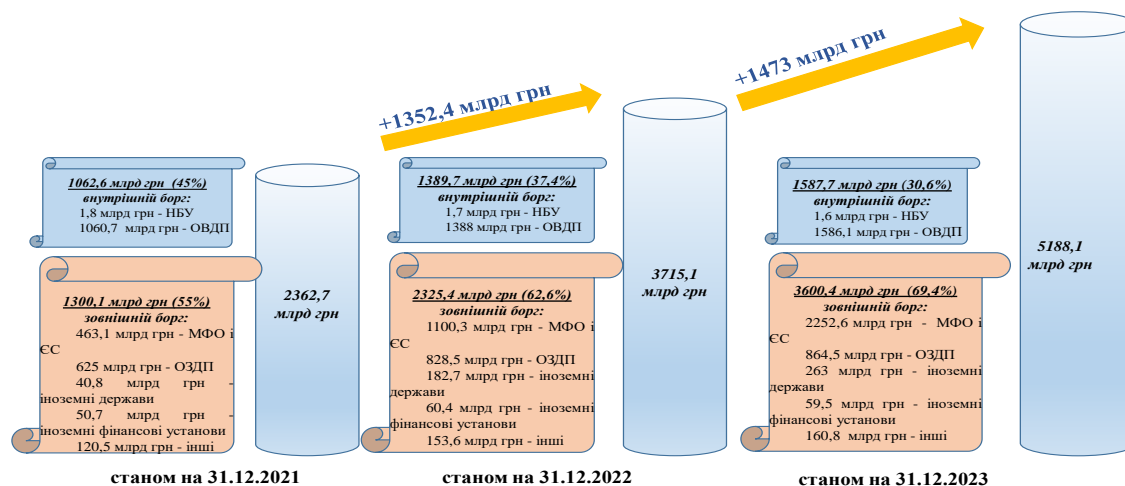 +1352,4 млрд грн
+1473 млрд грн
1062,6 млрд грн (45%)
внутрішній борг:
1,8 млрд грн - НБУ
1060,7 млрд грн - ОВДП
1300,1 млрд грн (55%)
зовнішній борг:
463,1 млрд грн - МФО і
ЄС
625 млрд грн - ОЗДП
40,8 млрд грн -
іноземні держави
50,7 млрд грн -
іноземні фінансові установи
120,5 млрд грн - інші
2362,7
млрд грн
станом на 31.12.2021
1389,7 млрд грн (37,4%)
внутрішній борг:
1,7 млрд грн - НБУ
1388 млрд грн - ОВДП
2325,4 млрд грн (62,6%)
зовнішній борг:
1100,3 млрд грн - МФО і
ЄС
828,5 млрд грн - ОЗДП
182,7 млрд грн - іноземні
держави
60,4 млрд грн - іноземні
фінансові установи
153,6 млрд грн - інші
3715,1
млрд грн
станом на 31.12.2022
1587,7 млрд грн (30,6%)
внутрішній борг:
1,6 млрд грн - НБУ
1586,1 млрд грн - ОВДП
3600,4 млрд грн (69,4%)
зовнішній борг:
2252,6 млрд грн - МФО і
ЄС
864,5 млрд грн - ОЗДП
263 млрд грн - іноземні
держави
59,5 млрд грн - іноземні
фінансові установи
160,8 млрд грн - інші
5188,1
млрд грн
станом на 31.12.2023